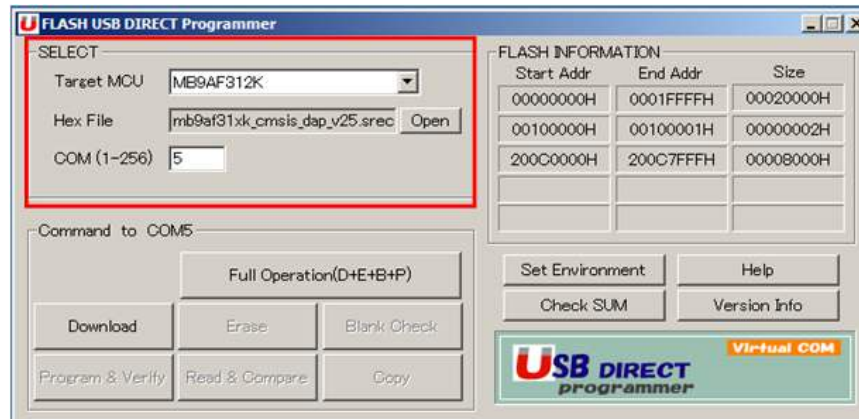 FLASH USB DIRECT Programmer
SELECT
Target MCU MB9AF312K
Hex File mb9af31xk_cmsis_dap_v25.srec Open
COM (1-256) 5
Command to COM5
Full Operation(D+E+B+P)
Download Erase Blank Check
Program & Verify Read & Compare Copy
FLASH INFORMATION
Start Addr End Addr Size
00000000H 0001FFFFH 00020000H
00100000H 00100001H 00000002H
200C0000H 200C7FFFH 00008000H
Set Environment Help
Check SUM Version Info
Virtual COM
USB DIRECT
programmer